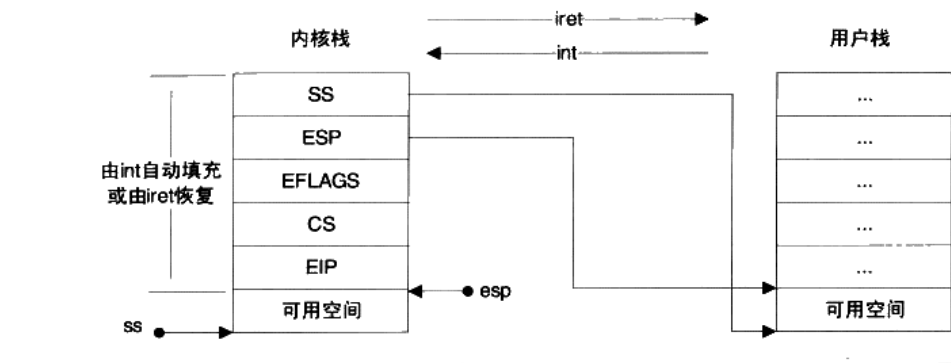 iret
内核栈
用户栈
int
SS
...
ESP
...
由int自动填充
或由iret恢复
EFLAGS
...
CS
...
EIP
...
esp
可用空间
可用空间
ss